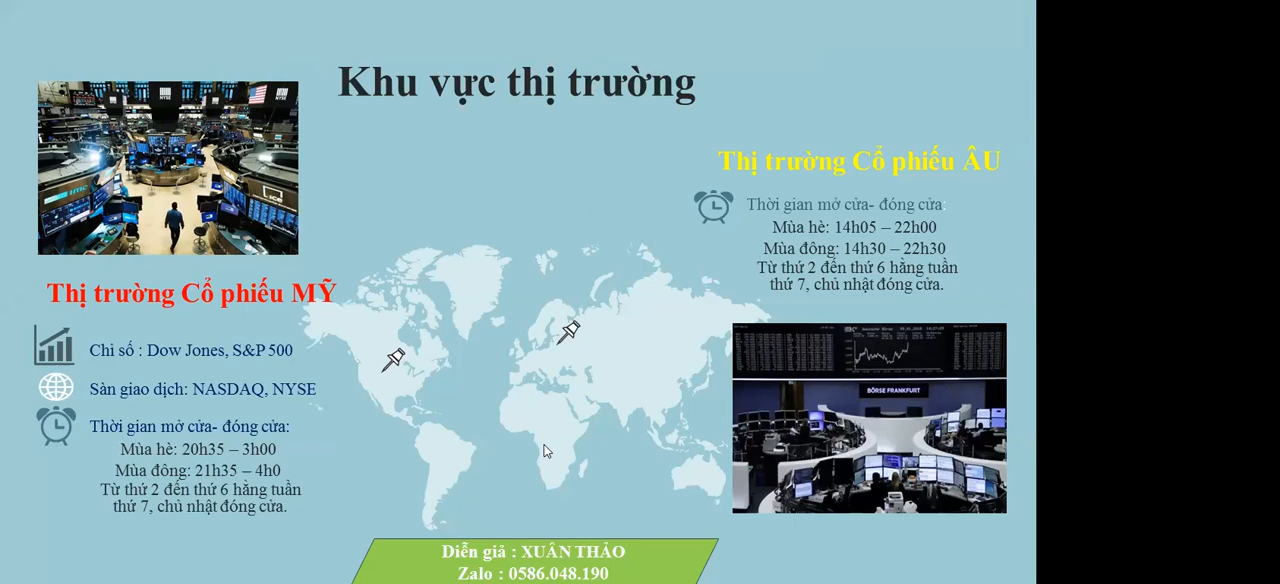 Khu vực thị trường
NYSE
NYSE
ICE
Thị trường Cổ phiếu MỸ
Chỉ số : Dow Jones, S&P 500
Sàn giao dịch: NASDAQ, NYSE
Thời gian mở cửa- đóng cửa:
Mùa hè: 20h35 – 3h00
Mùa đông: 21h35 – 4h0
Từ thứ 2 đến thứ 6 hằng tuần
thứ 7, chủ nhật đóng cửa.
Thị trường Cổ phiếu ÂU
Thời gian mở cửa- đóng cửa:
Mùa hè: 14h05 – 22h00
Mùa đông: 14h30 – 22h30
Từ thứ 2 đến thứ 6 hằng tuần
thứ 7, chủ nhật đóng cửa.
BÖRSE FRANKFURT
Diễn giả : XUÂN THẢO
Zalo : 0586.048.190